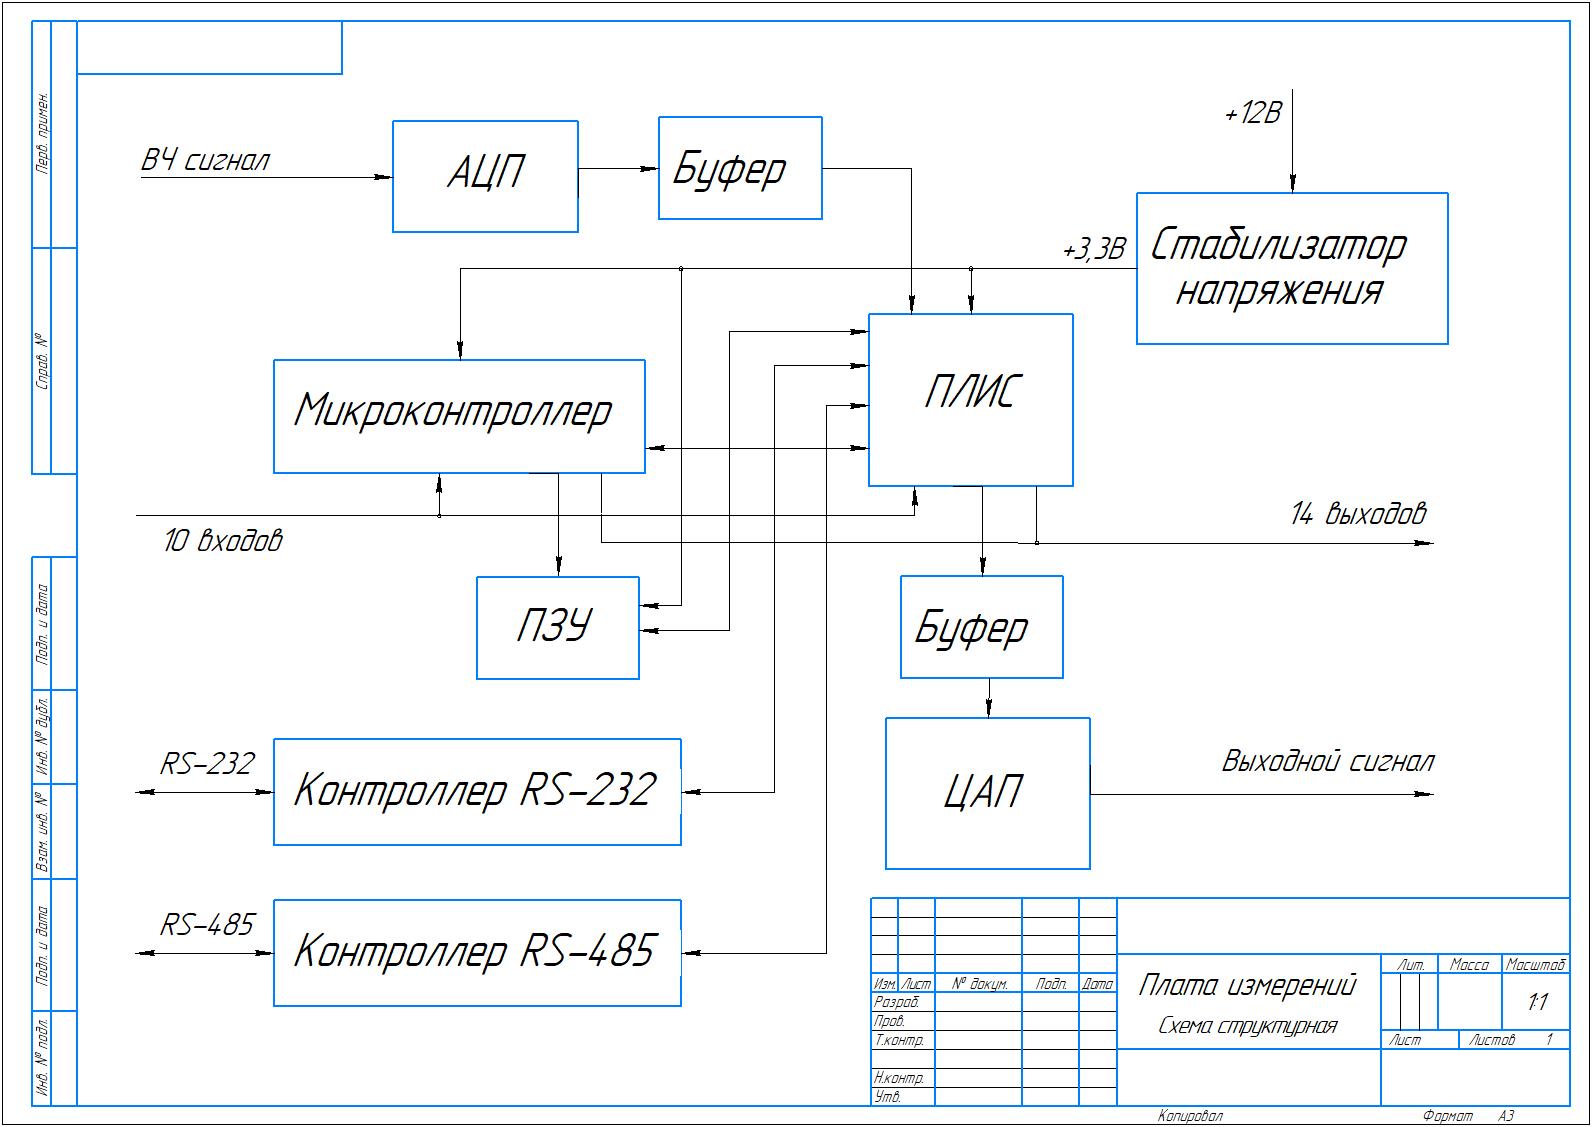 Перв. примен.
Справ. №
Подп. и дата
Инв. № дубл.
Взам. инв. №
Подп. и дата
Инв. № подл.
+12В
ВЧ сигнал
АЦП
Буфер
+3,3В
Стабилизатор
напряжения
Микроконтроллер
ПЛИС
10 входов
14 выходов
ПЗУ
Буфер
RS-232
Контроллер RS-232
ЦАП
Выходной сигнал
RS-485
Контроллер RS-485
Изм. Лист № докум. Подп. Дата
Разраб.
Пров.
Т.контр.
Н.контр.
Утв.
Плата измерений
Схема структурная
Лит. Масса Масштаб
1:1
Лист Листов 1
Копировал Формат А3